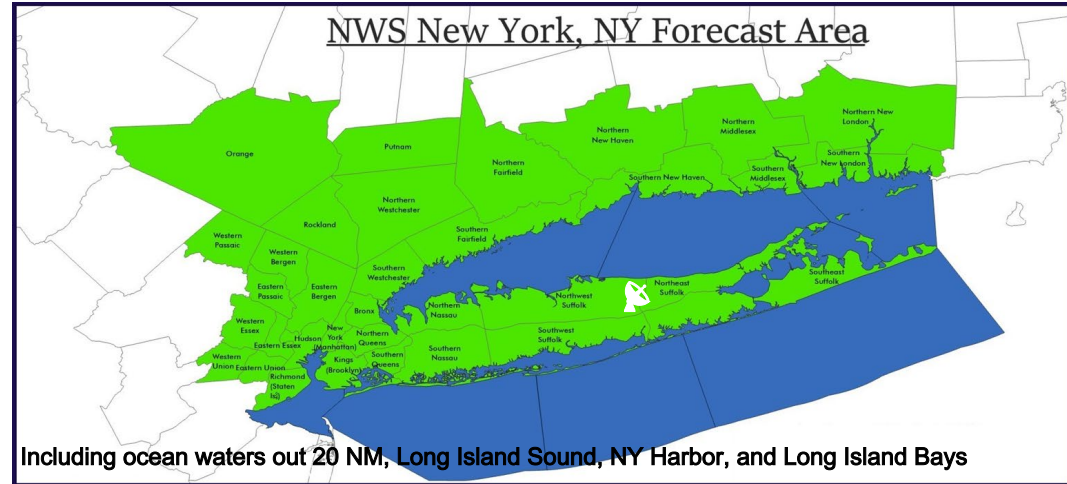 NWS New York, NY Forecast Area
Orange
Putnam
Northern
Fairfield
Northern
New Haven
Northern
Middlesex
Northern New
London
Southern
New London
Southern
Middlesex
Southern New Haven
Northern
Westchester
Rockland
Southern
Fairfield
Western
Passaic
Western
Bergen
Southern
Westchester
Eastern
Passaic
Eastern
Bergen
Bronx
Northern
Nassau
Northwest
Suffolk
Northeast
Suffolk
Southeast
Suffolk
Western
Essex
Eastern Essex
Hudson
New
York
(Manhattan)
Northern
Queens
Southern
Nassau
Southwest
Suffolk
Western
Union
Eastern Union
Kings
(Brooklyn)
Southern
Queens
Richmond
(Staten
Is.)
Including ocean waters out 20 NM, Long Island Sound, NY Harbor, and Long Island Bays